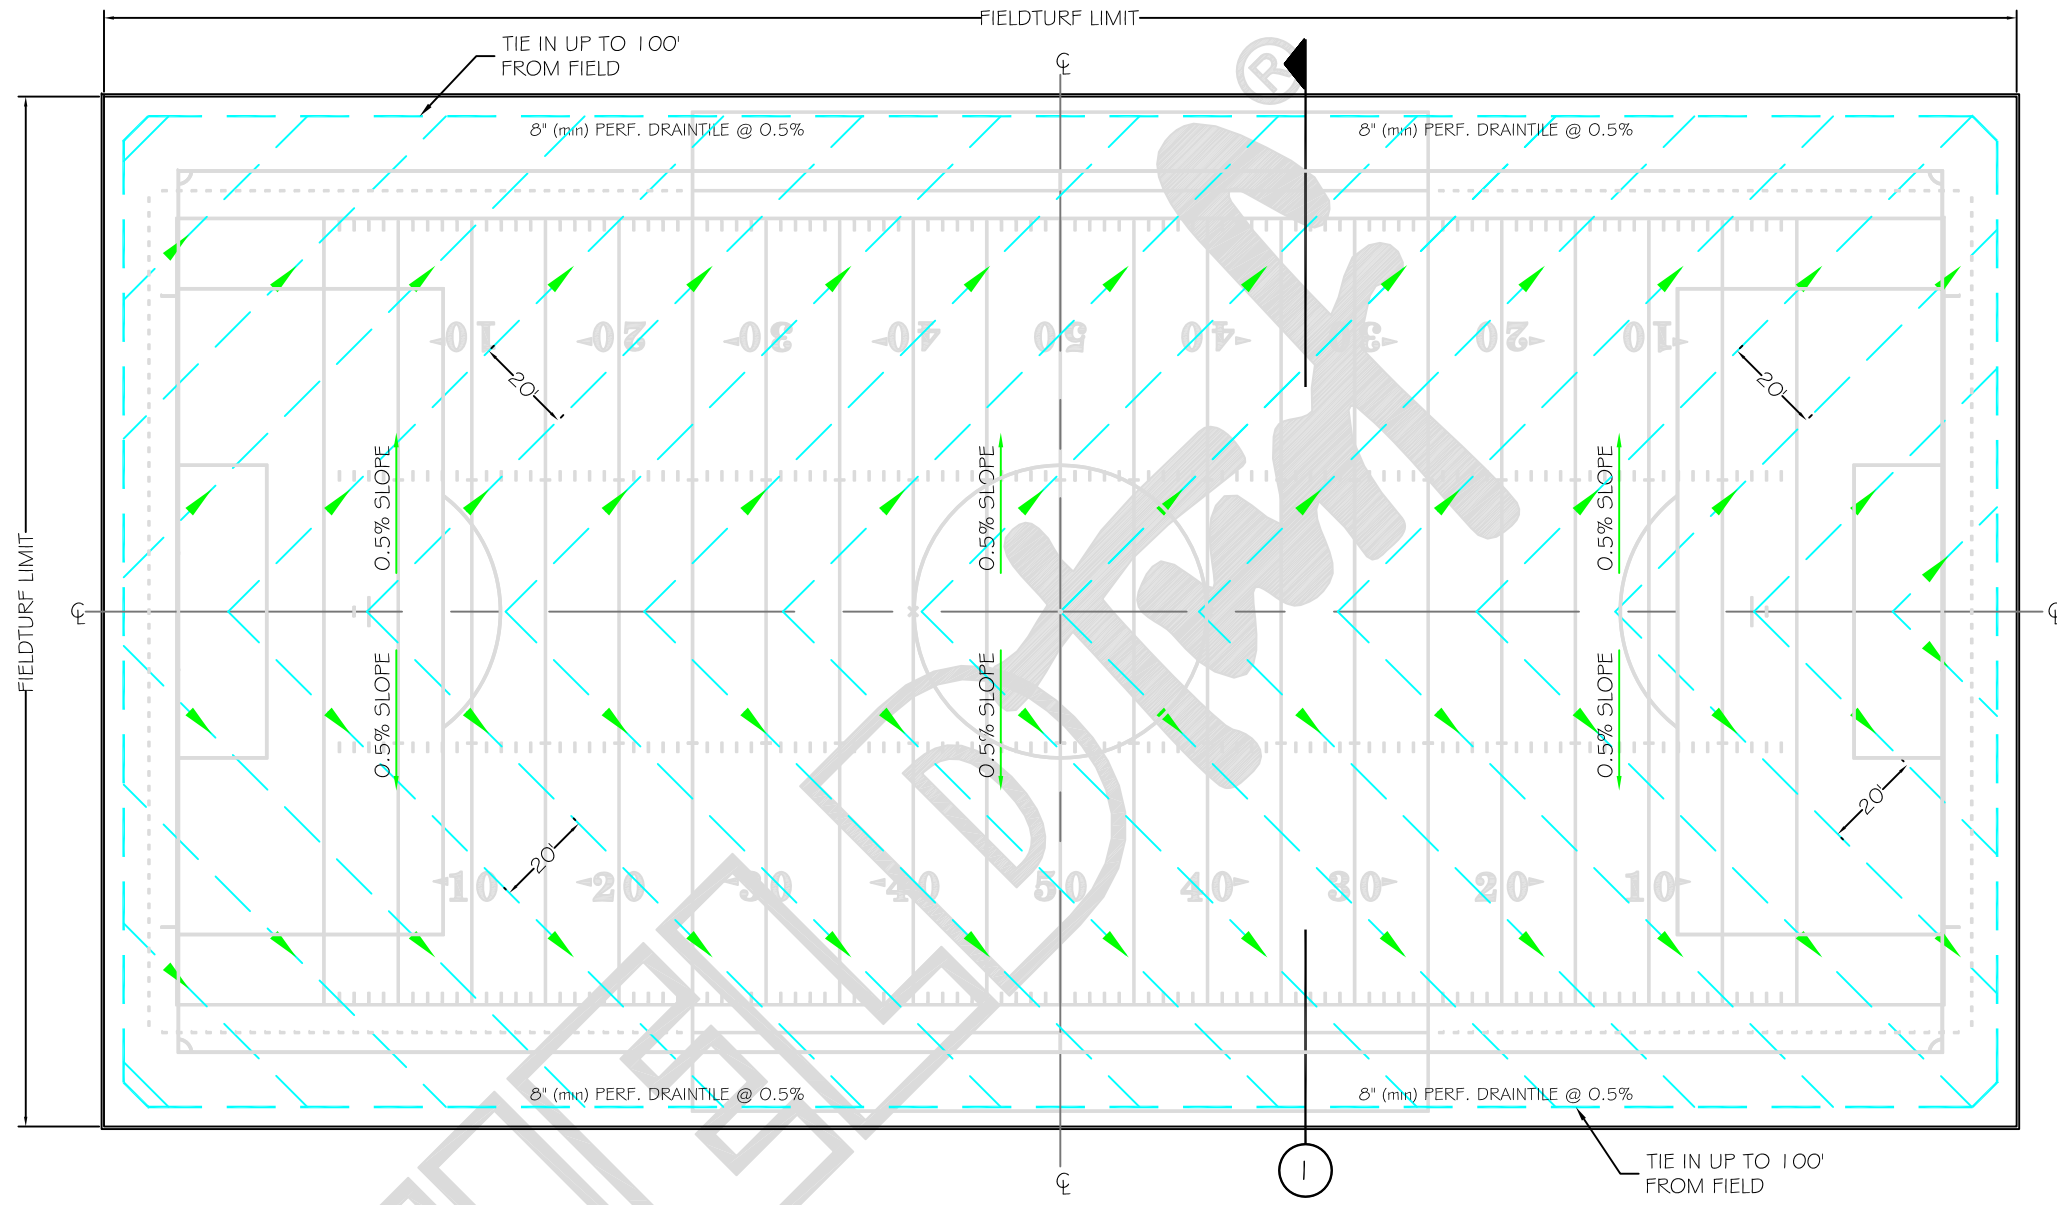 FIELDTURF LIMIT
TIE IN UP TO 100'
FROM FIELD
℄
®
8" (min) PERF. DRAINTILE @ 0.5%
8" (min) PERF. DRAINTILE @ 0.5%
10 20 30 40 50 40 30 20 10
20'
20'
0.5% SLOPE
0.5% SLOPE
0.5% SLOPE
FIELDTURF LIMIT
℄
℄
0.5% SLOPE
0.5% SLOPE
0.5% SLOPE
20'
20'
10 20 30 40 50 40 30 20 10
FIELDTurf
8" (min) PERF. DRAINTILE @ 0.5%
8" (min) PERF. DRAINTILE @ 0.5%
℄
1
TIE IN UP TO 100'
FROM FIELD